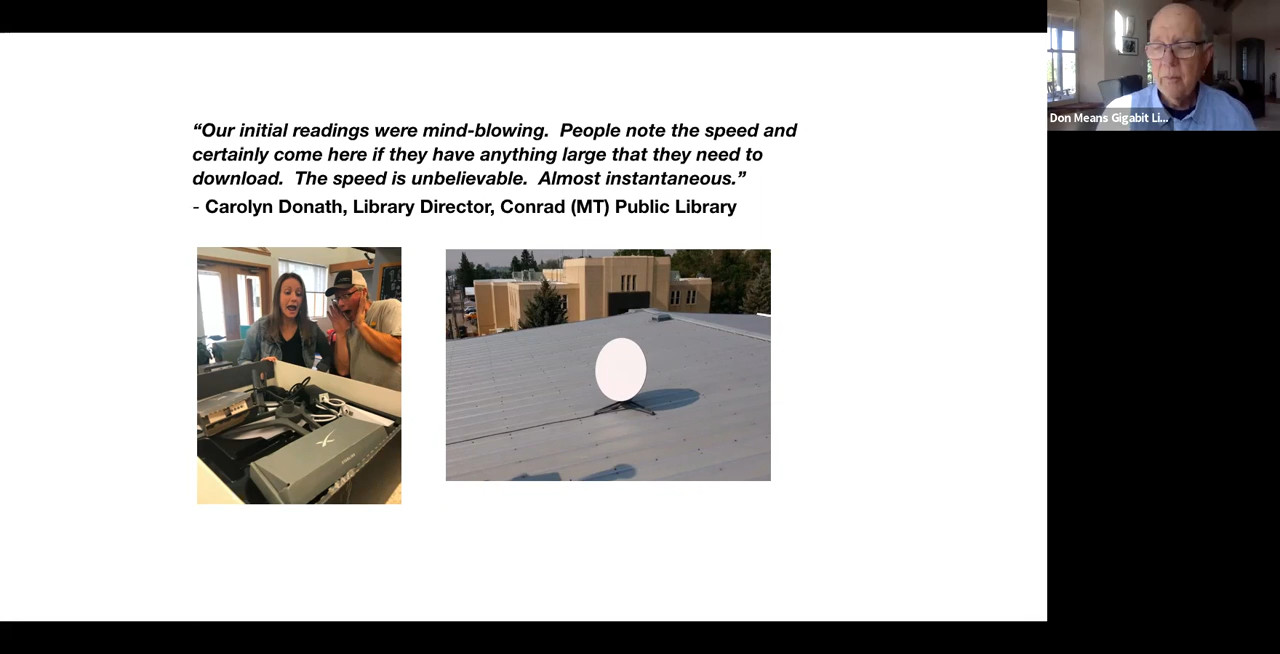 “Our initial readings were mind-blowing.  People note the speed and
certainly come here if they have anything large that they need to
download.  The speed is unbelievable.  Almost instantaneous.”
- Carolyn Donath, Library Director, Conrad (MT) Public Library
Don Means Gigabit Li...